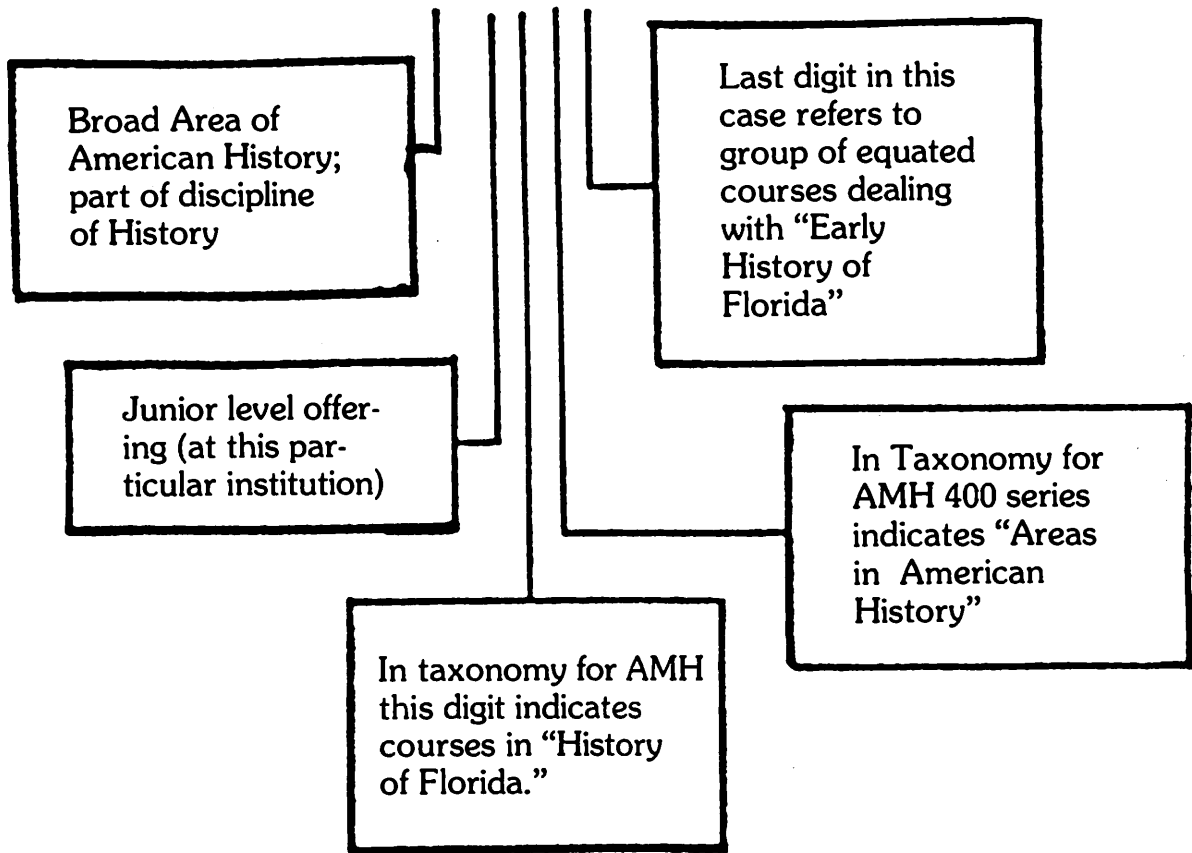 Broad Area of
American History;
part of discipline
of History
Last digit in this
case refers to
group of equated
courses dealing
with “Early
History of
Florida”
Junior level offer-
ing (at this par-
ticular institution)
In Taxonomy for
AMH 400 series
indicates “Areas
in American
History”
In taxonomy for AMH
this digit indicates
courses in “History
of Florida.”